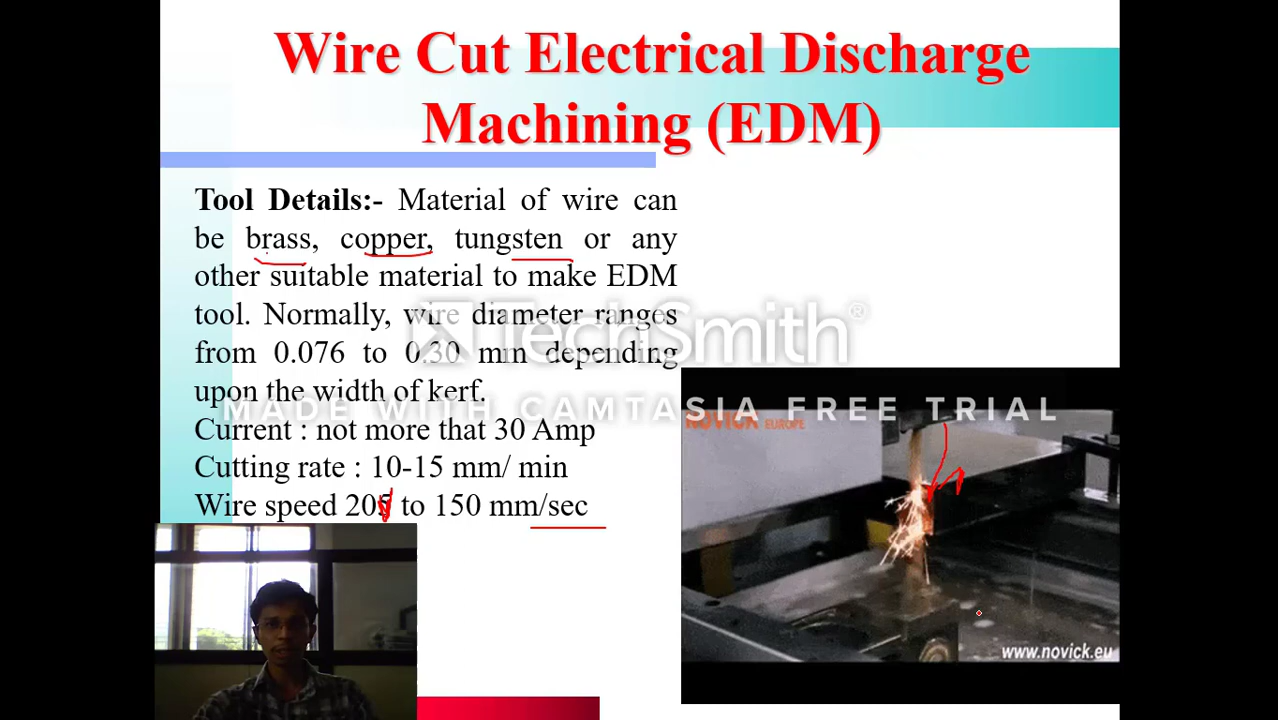 Wire Cut Electrical Discharge
Machining (EDM)
Tool Details:- Material of wire can
be brass, copper, tungsten or any
other suitable material to make EDM
tool. Normally, wire diameter ranges
from 0.076 to 0.30 mm depending
upon the width of kerf.
TechSmith®
MADE WITH CAMTASIA FREE TRIAL
Current : not more that 30 Amp
Cutting rate : 10-15 mm/ min
Wire speed 205 to 150 mm/sec
NOVICK EUROPE
www.novick.eu